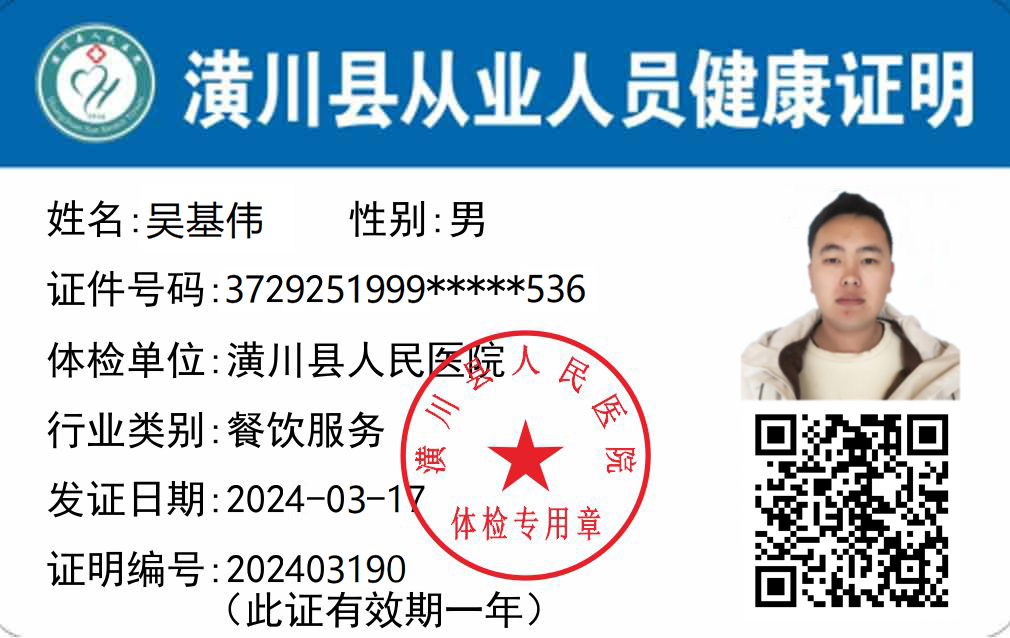 潢川县从业人员健康证明
姓名:吴基伟 性别:男
证件号码:3729251999*****536
体检单位:潢川县人民医院
行业类别:餐饮服务
发证日期:2024-03-17
证明编号:202403190
（此证有效期一年）
潢川县人民医院
体检专用章